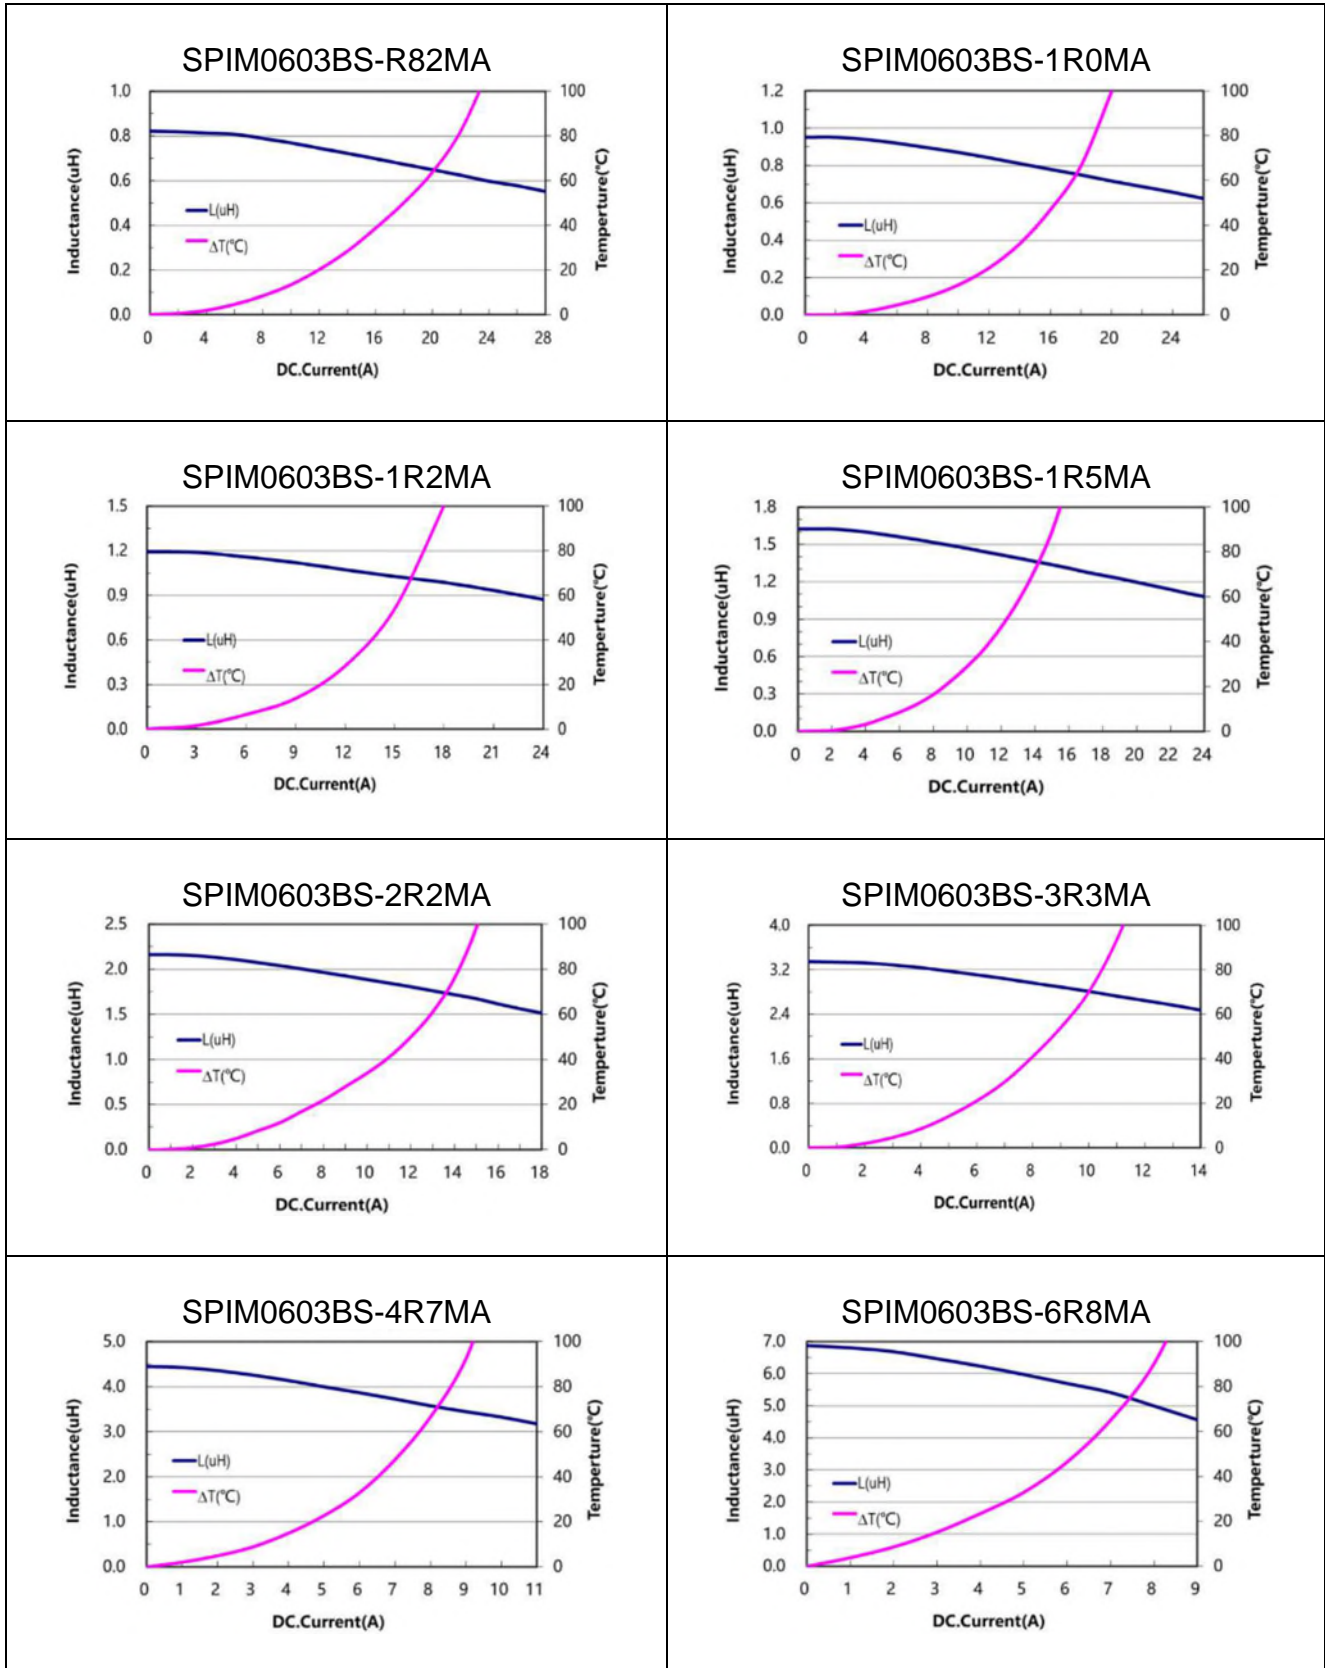 SPIM0603BS-R82MA
1.0
0.8
0.6
0.4
0.2
0.0
Inductance(uH)
L(uH)
ΔT(℃)
100
80
60
40
20
0
Temperture(℃)
0 4 8 12 16 20 24 28
DC.Current(A)
SPIM0603BS-1R0MA
1.2
1.0
0.8
0.6
0.4
0.2
0.0
Inductance(uH)
L(uH)
ΔT(℃)
100
80
60
40
20
0
Temperture(℃)
0 4 8 12 16 20 24
DC.Current(A)
SPIM0603BS-1R2MA
1.5
1.2
0.9
0.6
0.3
0.0
Inductance(uH)
L(uH)
ΔT(℃)
100
80
60
40
20
0
Temperture(℃)
0 3 6 9 12 15 18 21 24
DC.Current(A)
SPIM0603BS-1R5MA
1.8
1.5
1.2
0.9
0.6
0.3
0.0
Inductance(uH)
L(uH)
ΔT(℃)
100
80
60
40
20
0
Temperture(℃)
0 2 4 6 8 10 12 14 16 18 20 22 24
DC.Current(A)
SPIM0603BS-2R2MA
2.5
2.0
1.5
1.0
0.5
0.0
Inductance(uH)
L(uH)
ΔT(℃)
100
80
60
40
20
0
Temperture(℃)
0 2 4 6 8 10 12 14 16 18
DC.Current(A)
SPIM0603BS-3R3MA
4.0
3.2
2.4
1.6
0.8
0.0
Inductance(uH)
L(uH)
ΔT(℃)
100
80
60
40
20
0
Temperture(℃)
0 2 4 6 8 10 12 14
DC.Current(A)
SPIM0603BS-4R7MA
5.0
4.0
3.0
2.0
1.0
0.0
Inductance(uH)
L(uH)
ΔT(℃)
100
80
60
40
20
0
Temperture(℃)
0 1 2 3 4 5 6 7 8 9 10 11
DC.Current(A)
SPIM0603BS-6R8MA
7.0
6.0
5.0
4.0
3.0
2.0
1.0
0.0
Inductance(uH)
L(uH)
ΔT(℃)
100
80
60
40
20
0
Temperture(℃)
0 1 2 3 4 5 6 7 8 9
DC.Current(A)